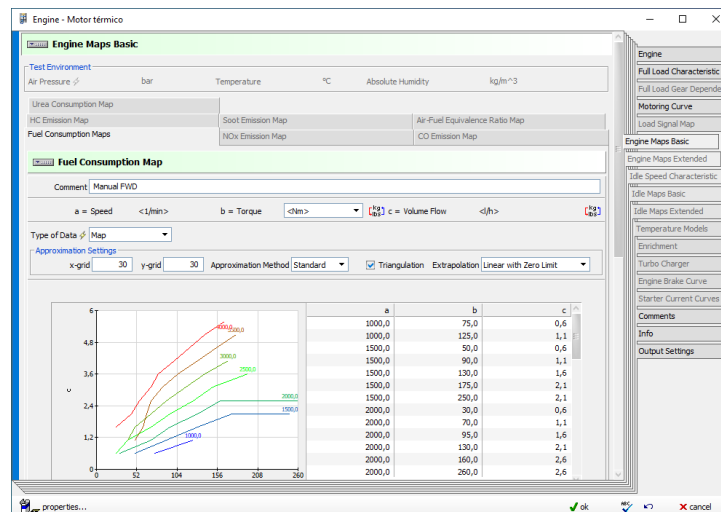 Engine - Motor térmico
Engine Maps Basic
Test Environment
Air Pressure bar Temperature °C Absolute Humidity kg/m^3
Urea Consumption Map
HC Emission Map Soot Emission Map Air-Fuel Equivalence Ratio Map
Fuel Consumption Maps NOx Emission Map CO Emission Map
Fuel Consumption Map
Comment Manual FWD
a = Speed <1/min> b = Torque <Nm> kg lbs c = Volume Flow <l/h> kg lbs
Type of Data Map
Approximation Settings
x-grid 30 y-grid 30 Approximation Method Standard Triangulation Extrapolation Linear with Zero Limit
c
6
4,8
3,6
2,4
1,2
0
0 52 104 156 208 260
4000,0
3500,0
3000,0
2500,0
2000,0
1500,0
1000,0
a b c
1000,0 75,0 0,6
1000,0 125,0 1,1
1500,0 50,0 0,6
1500,0 90,0 1,1
1500,0 130,0 1,6
1500,0 175,0 2,1
1500,0 250,0 2,1
2000,0 30,0 0,6
2000,0 70,0 1,1
2000,0 95,0 1,6
2000,0 130,0 2,1
2000,0 160,0 2,6
2000,0 260,0 2,6
Engine
Full Load Characteristic
Full Load Gear Depende
Motoring Curve
Load Signal Map
Engine Maps Basic
Engine Maps Extended
Idle Speed Characteristic
Idle Maps Basic
Idle Maps Extended
Temperature Models
Enrichment
Turbo Charger
Engine Brake Curve
Starter Current Curves
Comments
Info
Output Settings
properties... ok ABC cancel